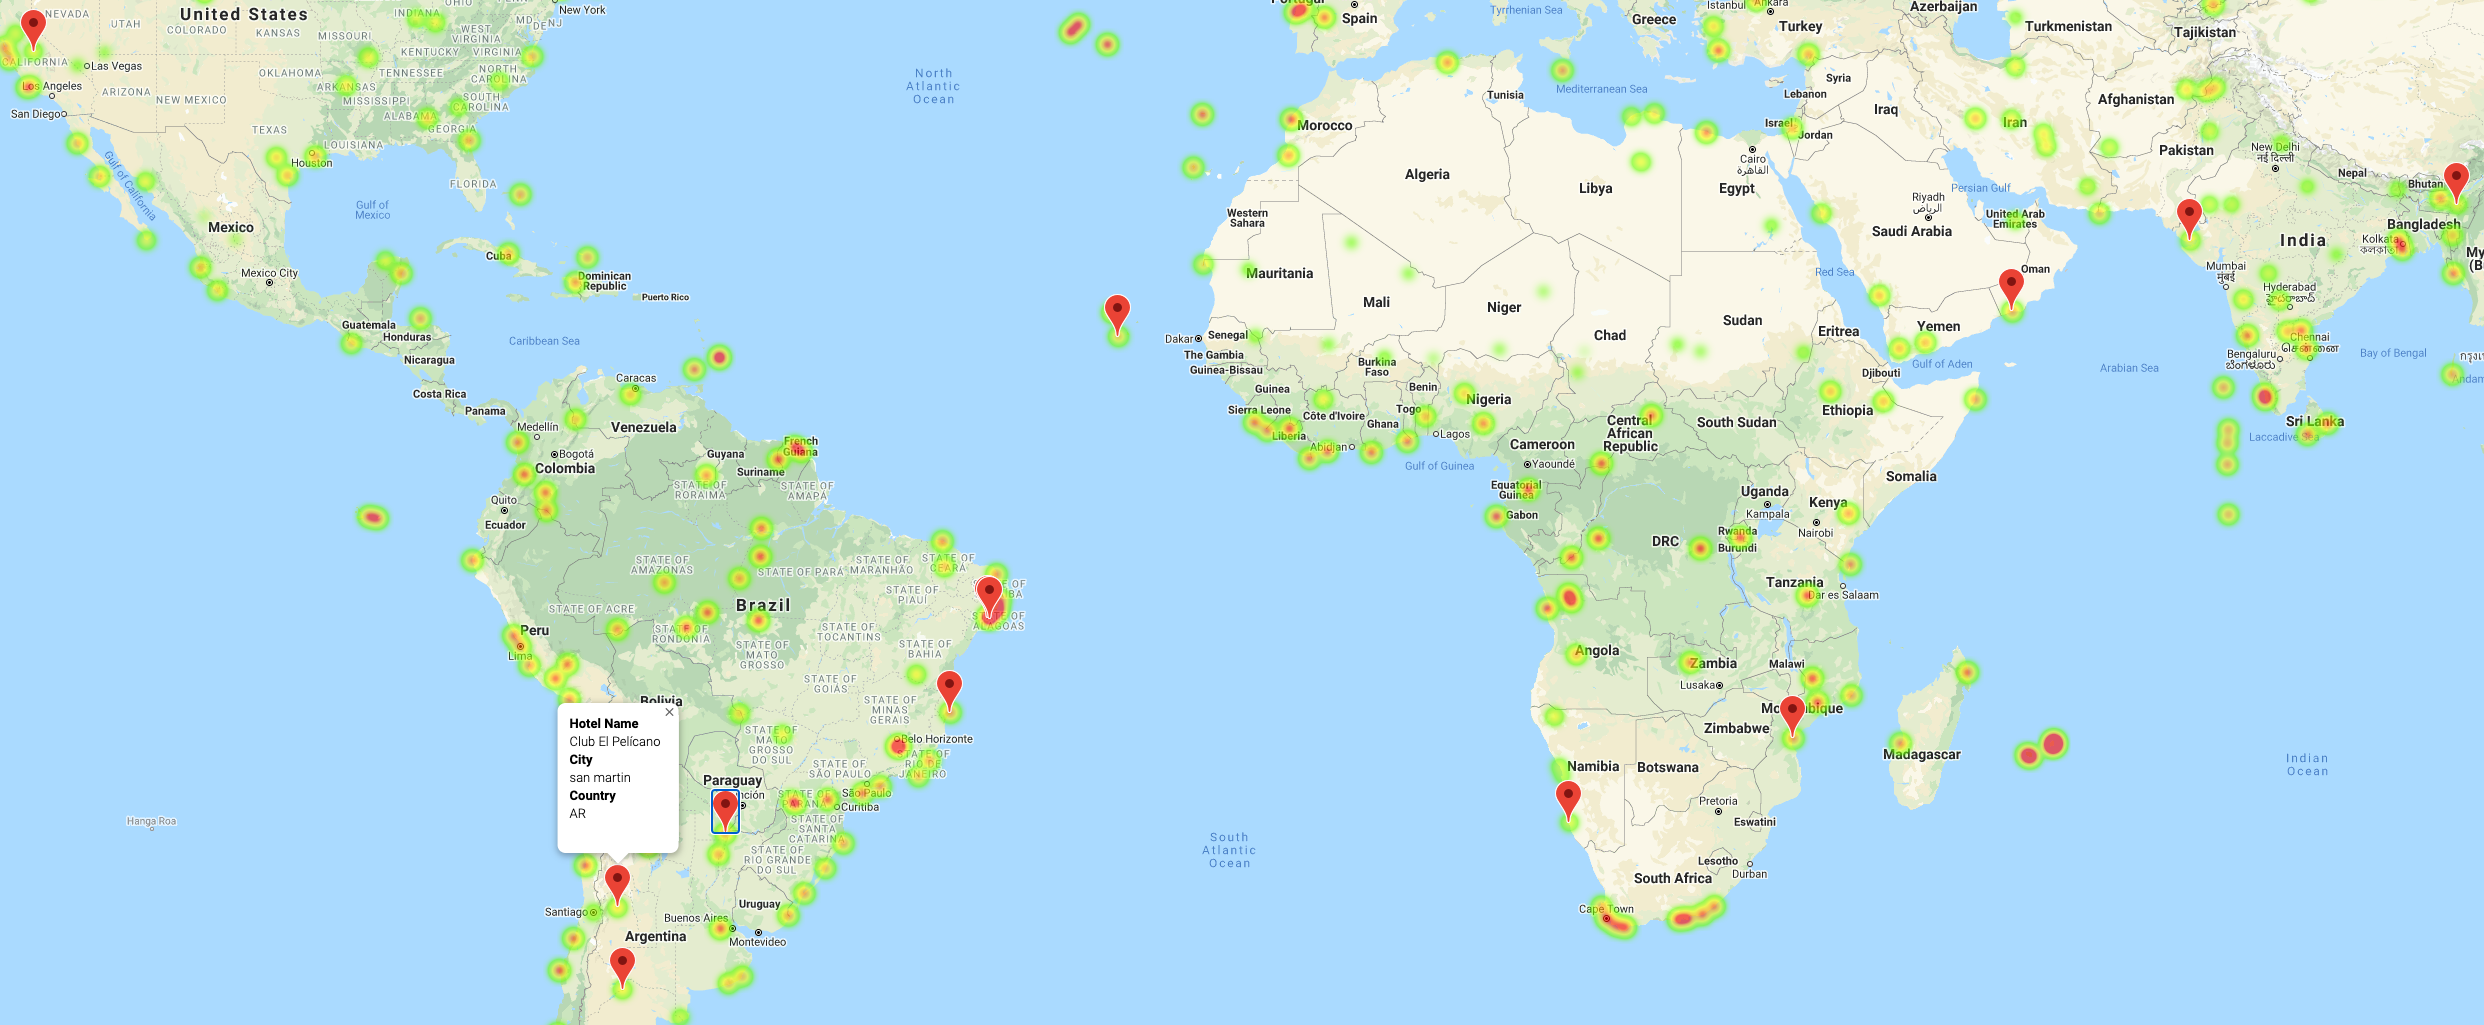 NEVADA
United States
UTAH
COLORADO
KANSAS
MISSOURI
INDIANA
OHIO
WEST
VIRGINIA
KENTUCKY
VIRGINIA
MD
DE
NJ
New York
CALIFORNIA
Las Vegas
Los Angeles
San Diego
ARIZONA
NEW MEXICO
OKLAHOMA
ARKANSAS
TENNESSEE
NORTH
CAROLINA
MISSISSIPPI
SOUTH
CAROLINA
ALABAMA
GEORGIA
TEXAS
LOUISIANA
Houston
FLORIDA
Gulf of California
Gulf of
Mexico
Mexico
Mexico City
Cuba
Dominican
Republic
Puerto Rico
Guatemala
Honduras
Nicaragua
Caribbean Sea
Costa Rica
Panama
Caracas
Medellín
Venezuela
Bogotá
Colombia
Guyana
Suriname
French
Guiana
STATE OF
RORAIMA
STATE OF
AMAPÁ
Quito
Ecuador
STATE OF
AMAZONAS
STATE OF PARÁ
STATE OF
MARANHÃO
STATE OF
CEARÁ
STATE OF
PIAUÍ
STATE OF ACRE
Brazil
Peru
Lima
STATE OF
RONDÔNIA
STATE OF
MATO
GROSSO
STATE OF
TOCANTINS
STATE OF
BAHIA
STATE OF
ALAGOAS
STATE OF
GOIÁS
STATE OF
MINAS
GERAIS
Bolivia
STATE OF
MATO
GROSSO
DO SUL
Belo Horizonte
STATE OF
RIO DE
JANEIRO
STATE OF
SÃO PAULO
São Paulo
Curitiba
Paraguay
STATE OF
PARANÁ
STATE OF
SANTA
CATARINA
STATE OF
RIO GRANDE
DO SUL
Hotel Name
Club El Pelícano
City
san martin
Country
AR
Hanga Roa
Santiago
Uruguay
Buenos Aires
Montevideo
Argentina
North
Atlantic
Ocean
South
Atlantic
Ocean
Portugal
Spain
Tyrrhenian Sea
Greece
Istanbul
Ankara
Turkey
Azerbaijan
Turkmenistan
Tajikistan
Mediterranean Sea
Tunisia
Syria
Lebanon
Iraq
Israel
Jordan
Iran
Afghanistan
Pakistan
New Delhi
नई दिल्ली
Nepal
Bhutan
Morocco
Algeria
Libya
Egypt
Cairo
القاهرة
Western
Sahara
Riyadh
الرياض
Persian Gulf
United Arab
Emirates
Saudi Arabia
Oman
Red Sea
Bangladesh
India
Kolkata
Mumbai
मुंबई
Hyderabad
Mauritania
Mali
Niger
Chad
Sudan
Eritrea
Yemen
Gulf of Aden
Arabian Sea
Bay of Bengal
Dakar
Senegal
The Gambia
Guinea-Bissau
Burkina
Faso
Guinea
Benin
Sierra Leone
Togo
Côte d'Ivoire
Ghana
Liberia
Abidjan
Nigeria
Lagos
Gulf of Guinea
Djibouti
Ethiopia
South Sudan
Central
African
Republic
Cameroon
Yaoundé
Somalia
Bengaluru
ಬೆಂಗಳೂರು
Chennai
சென்னை
Sri Lanka
Laccadive Sea
Equatorial
Guinea
Gabon
Uganda
Kampala
Kenya
Nairobi
DRC
Rwanda
Burundi
Tanzania
Dar es Salaam
Angola
Zambia
Lusaka
Malawi
Zimbabwe
Madagascar
Namibia
Botswana
Pretoria
Eswatini
Lesotho
Durban
South Africa
Cape Town
Indian
Ocean